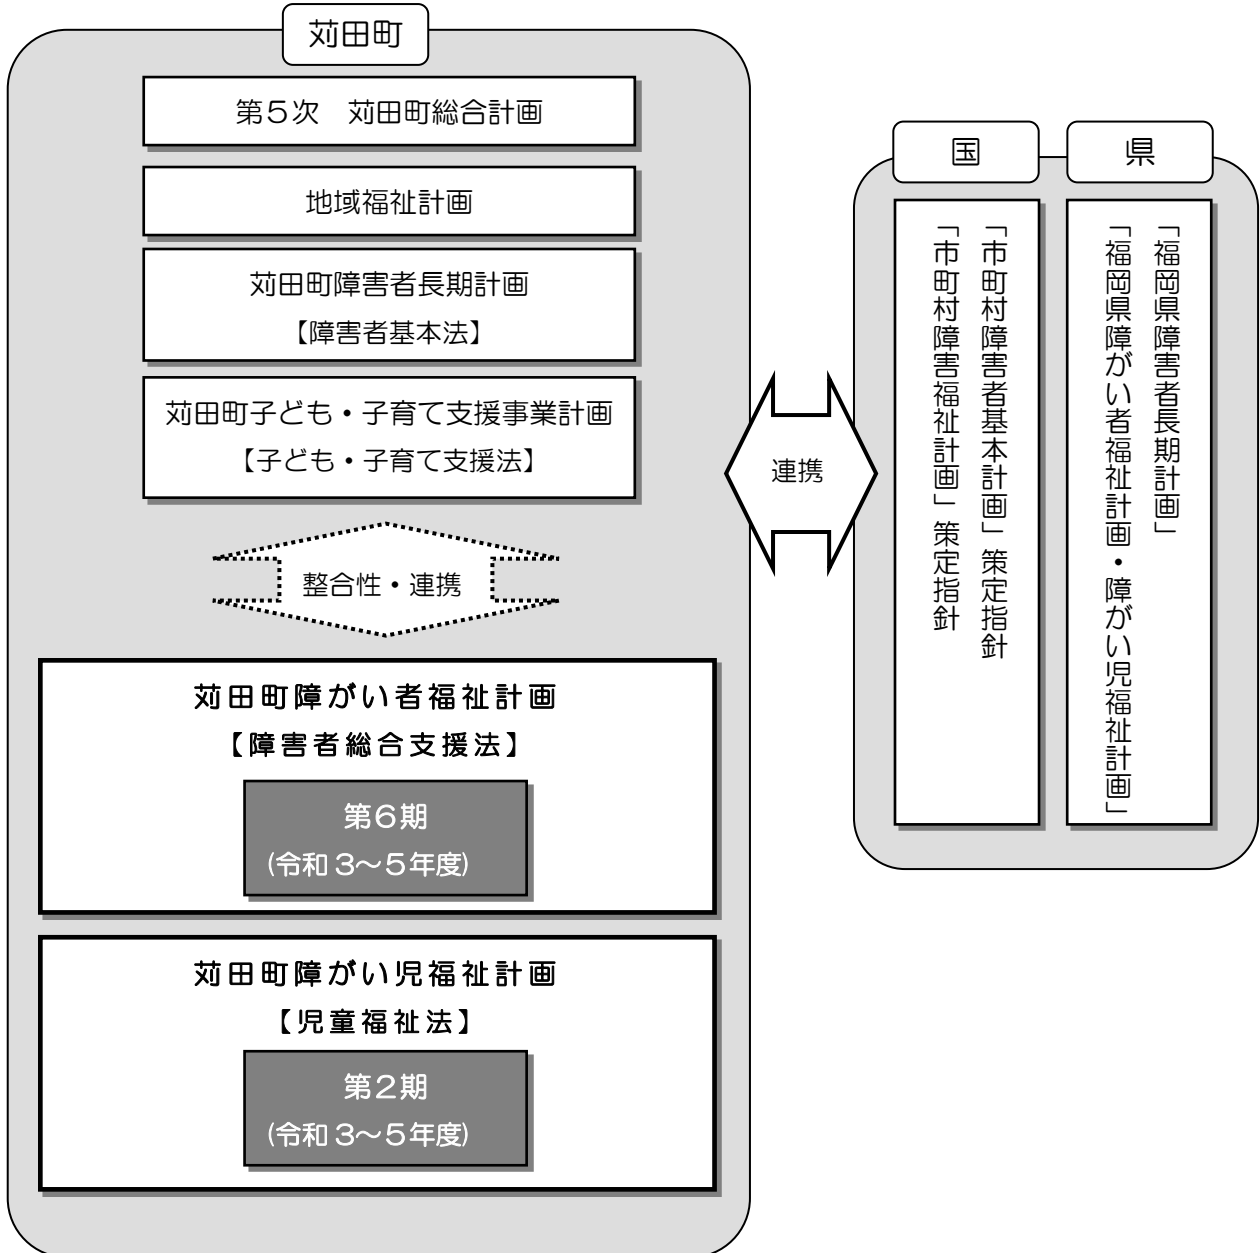 苅田町
第５次　苅田町総合計画
地域福祉計画
苅田町障害者長期計画
【障害者基本法】
苅田町子ども・子育て支援事業計画
【子ども・子育て支援法】
整合性・連携
苅田町障がい者福祉計画
【障害者総合支援法】
第６期
(令和３～５年度)
苅田町障がい児福祉計画
【児童福祉法】
第２期
(令和３～５年度)
連携
国
「市町村障害者基本計画」策定指針
「市町村障害福祉計画」策定指針
県
「福岡県障害者長期計画」
「福岡県障がい者福祉計画・障がい児福祉計画」